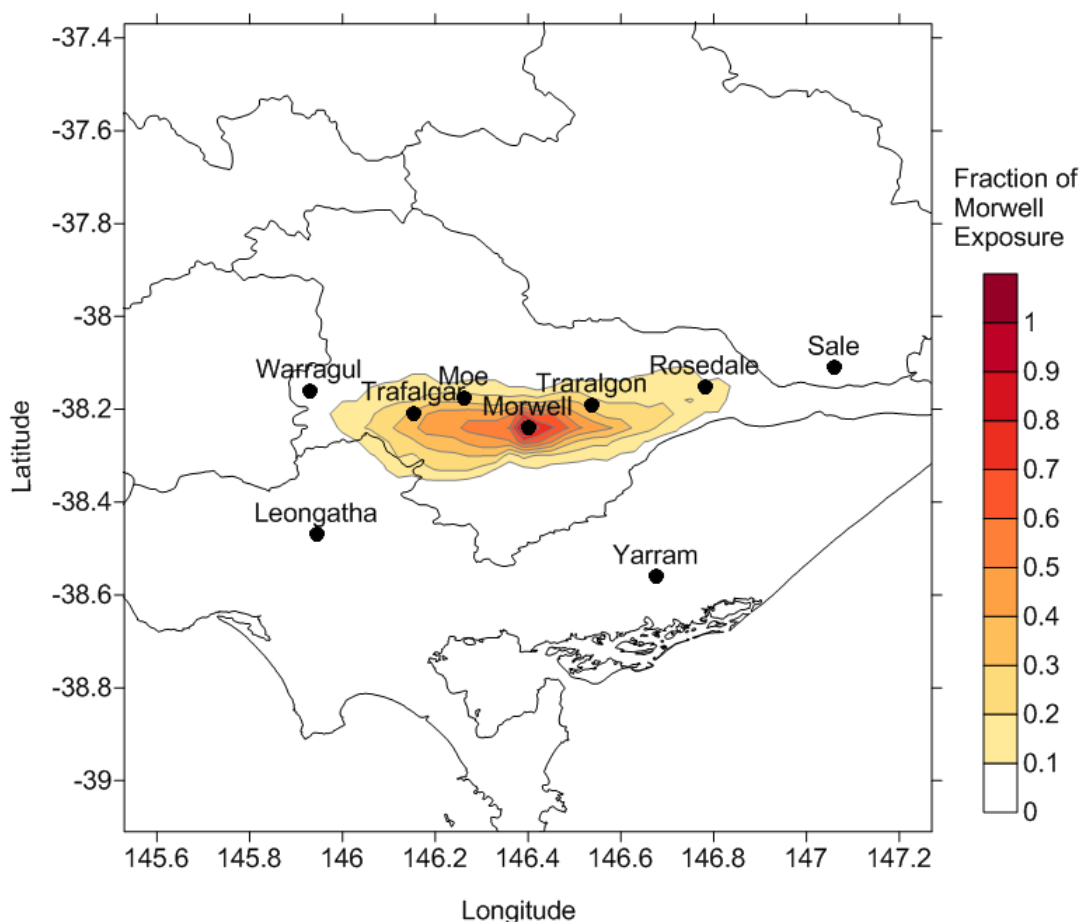 -37.4
-37.6
-37.8
-38
-38.2
-38.4
-38.6
-38.8
-39
Latitude
145.6 145.8 146 146.2 146.4 146.6 146.8 147 147.2
Longitude
Warragul
Trafalgar
Moe
Morwell
Traralgon
Rosedale
Sale
Leongatha
Yarram
Fraction of
Morwell
Exposure
1
0.9
0.8
0.7
0.6
0.5
0.4
0.3
0.2
0.1
0